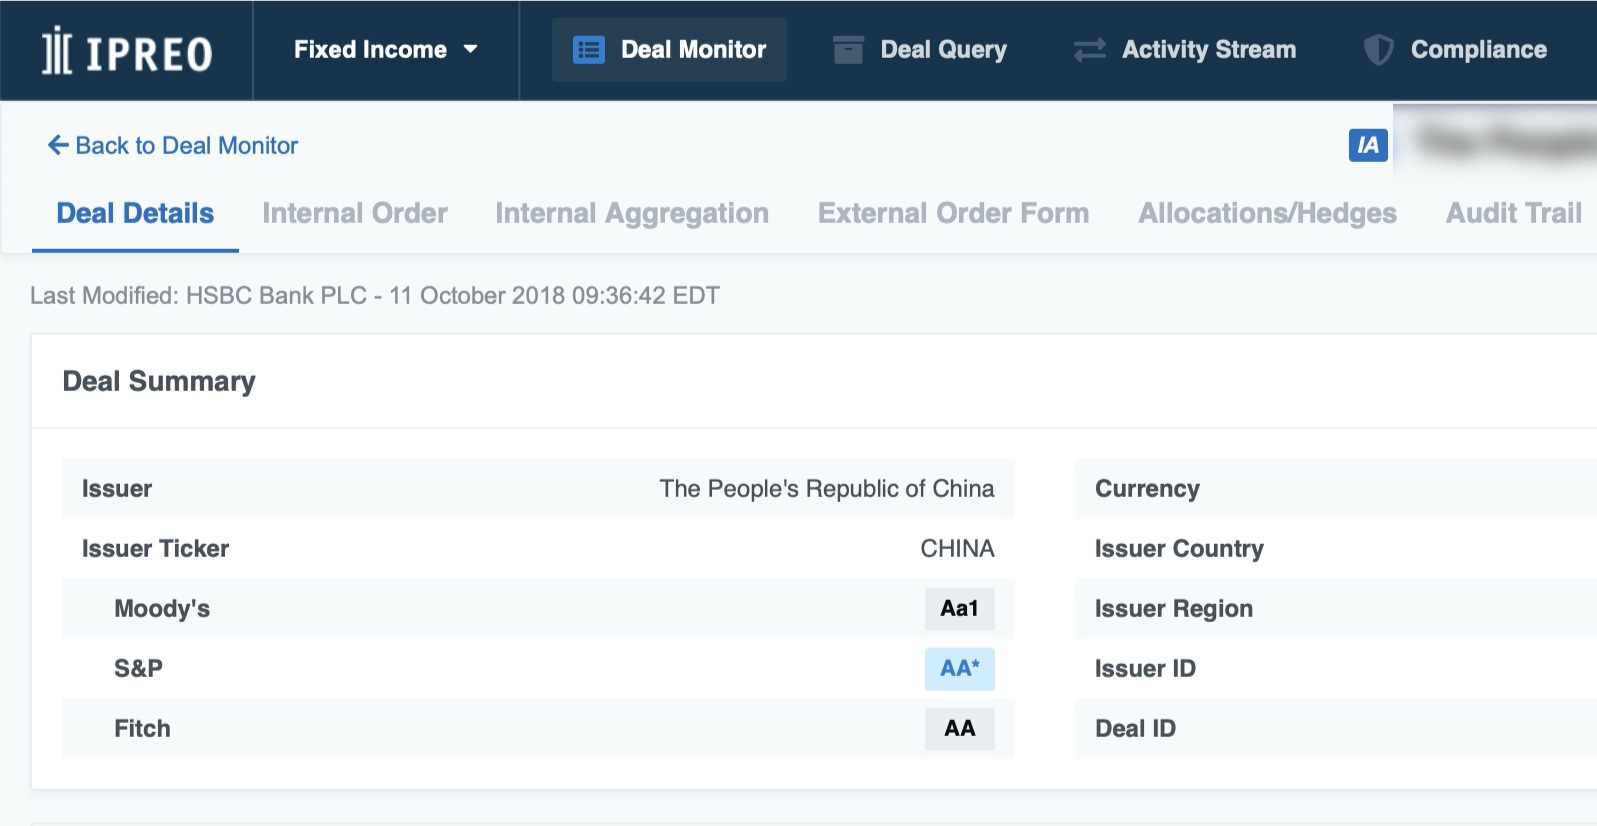 IPREO Fixed Income Deal Monitor Deal Query Activity Stream Compliance
Back to Deal Monitor IA
Deal Details Internal Order Internal Aggregation External Order Form Allocations/Hedges Audit Trail
Last Modified: HSBC Bank PLC - 11 October 2018 09:36:42 EDT
Deal Summary
Issuer The People's Republic of China Currency
Issuer Ticker CHINA Issuer Country
Moody's Aa1 Issuer Region
S&P AA* Issuer ID
Fitch AA Deal ID